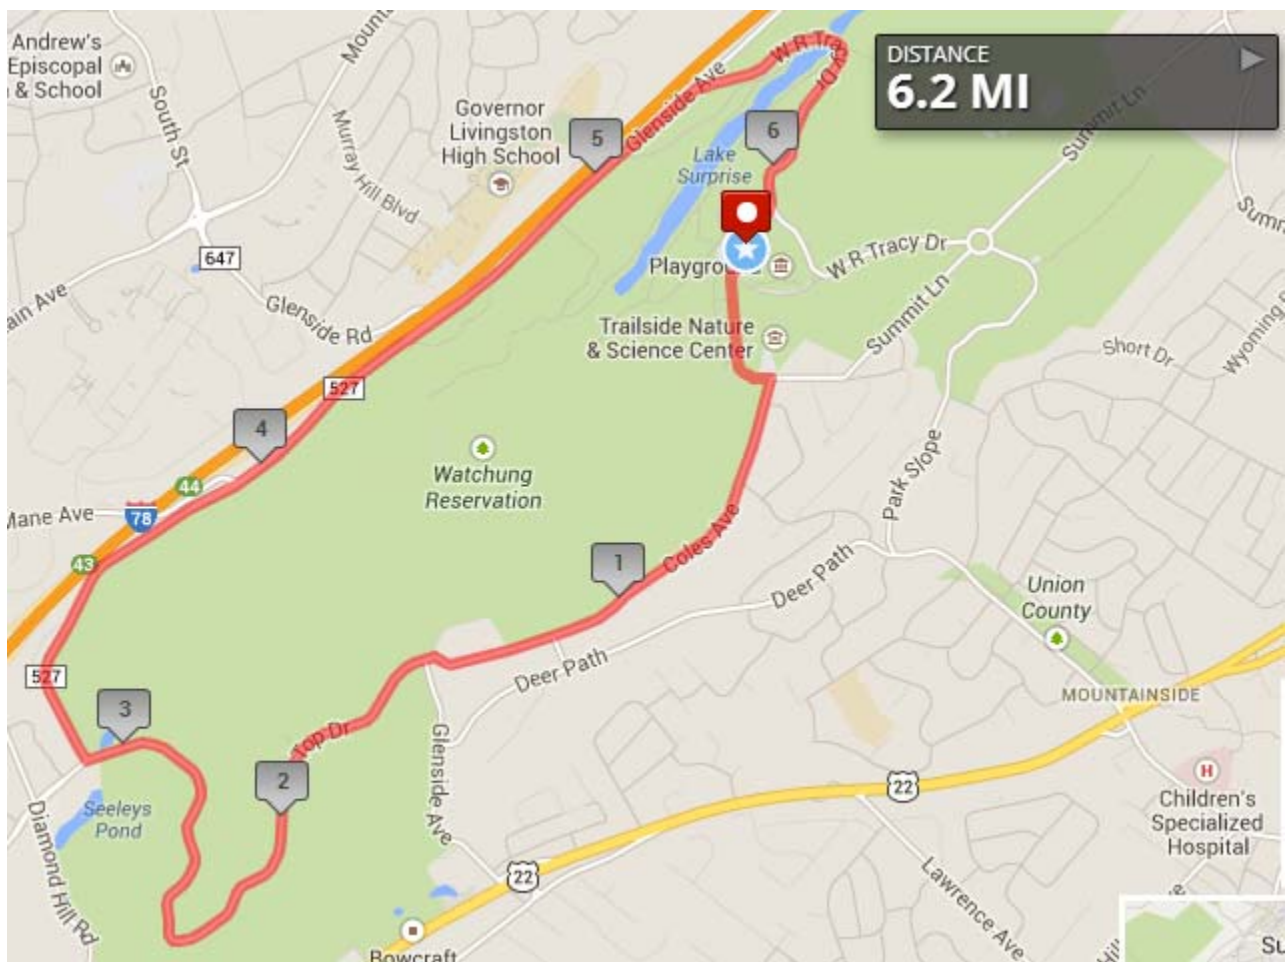 DISTANCE
6.2 MI
Andrew's
Episcopal
& School
South St
Murray Hill Blvd
Governor
Livingston
High School
5
Glenside Ave
W R Tracy Dr
6
Lake
Surprise
Summit Ln
647
Glenside Rd
Playgro
W R Tracy Dr
Trailside Nature
& Science Center
Summit Ln
Short Dr
Wyoming
527
4
Watchung
Reservation
44
Mane Ave
78
43
Park Slope
Coles Ave
1
Deer Path
Union
County
Deer Path
527
3
MOUNTAINSIDE
Top Dr
2
Glenside Ave
22
Seeleys
Pond
Diamond Hill Rd
H
Children's
Specialized
Hospital
22
Lawrence Ave
Bowcraft